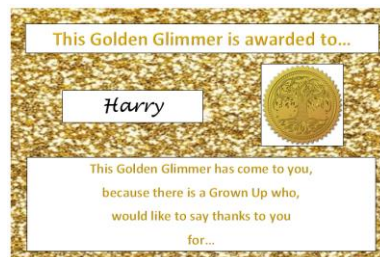 This Golden Glimmer is awarded to...
Harry
This Golden Glimmer has come to you,
because there is a Grown Up who,
would like to say thanks to you
for...